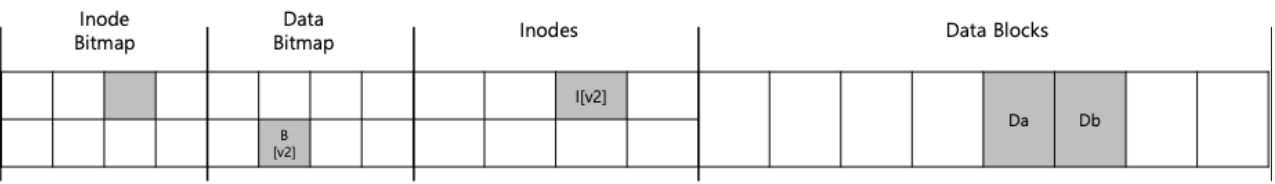 Inode
Bitmap
Data
Bitmap
Inodes
Data Blocks
I[v2]
B
[v2]
Da
Db